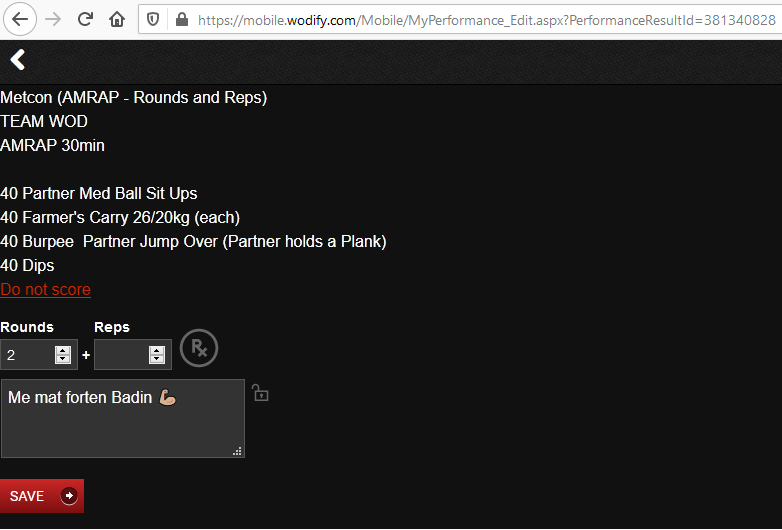 https://mobile.wodify.com/Mobile/MyPerformance_Edit.aspx?PerformanceResultId=381340828
Metcon (AMRAP - Rounds and Reps)
TEAM WOD
AMRAP 30min
40 Partner Med Ball Sit Ups
40 Farmer's Carry 26/20kg (each)
40 Burpee  Partner Jump Over (Partner holds a Plank)
40 Dips
Do not score
Rounds Reps
2 + Rx
Me mat forten Badin 💪🏼
SAVE